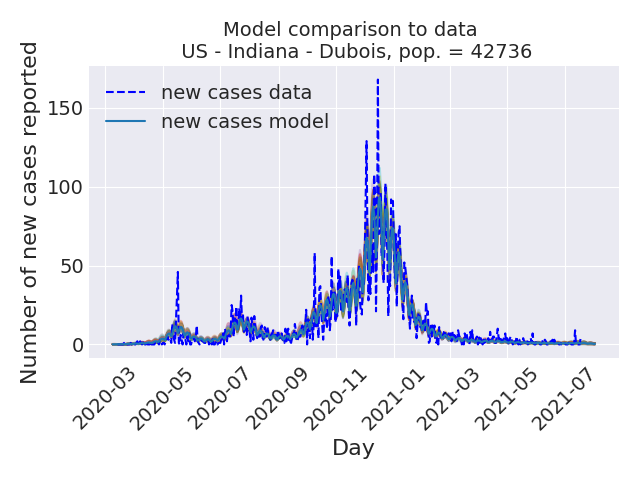 Model comparison to data
US - Indiana - Dubois, pop. = 42736
Number of new cases reported
150
100
50
0
new cases data
new cases model
2020-03
2020-05
2020-07
2020-09
2020-11
2021-01
2021-03
2021-05
2021-07
Day